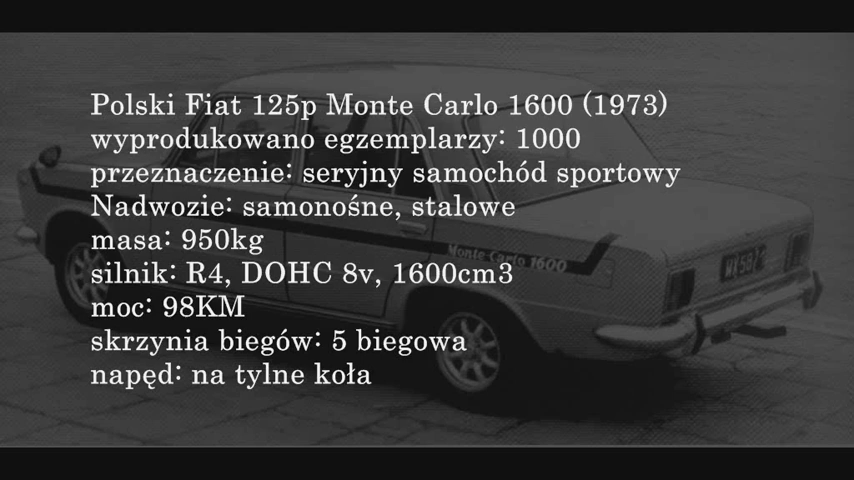 Polski Fiat 125p Monte Carlo 1600 (1973)
wyprodukowano egzemplarzy: 1000
przeznaczenie: seryjny samochód sportowy
Nadwozie: samonośne, stalowe
masa: 950kg
silnik: R4, DOHC 8v, 1600cm3
moc: 98KM
skrzynia biegów: 5 biegowa
napęd: na tylne koła
Monte Carlo 1600